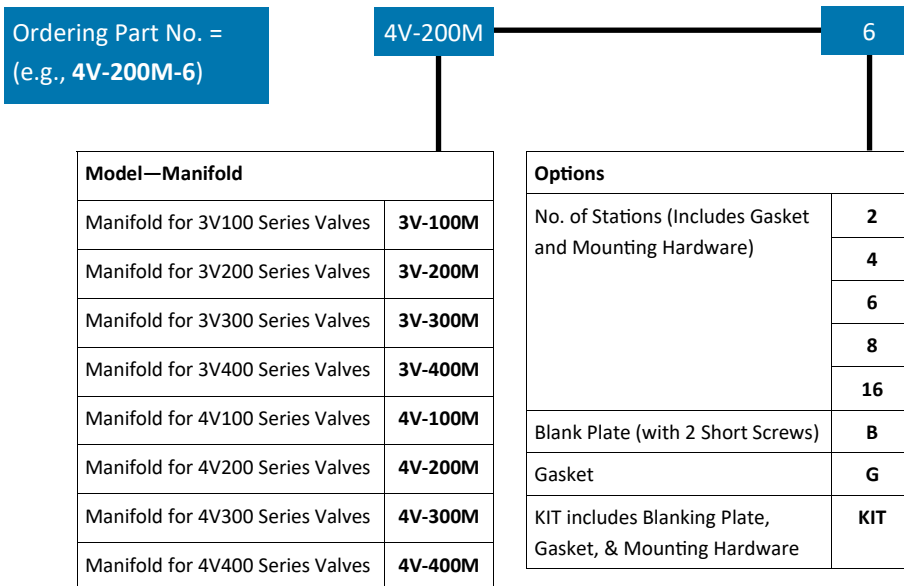 Ordering Part No. =
(e.g., 4V-200M-6)
4V-200M
6
Model—Manifold
Manifold for 3V100 Series Valves 3V-100M
Manifold for 3V200 Series Valves 3V-200M
Manifold for 3V300 Series Valves 3V-300M
Manifold for 3V400 Series Valves 3V-400M
Manifold for 4V100 Series Valves 4V-100M
Manifold for 4V200 Series Valves 4V-200M
Manifold for 4V300 Series Valves 4V-300M
Manifold for 4V400 Series Valves 4V-400M
Options
No. of Stations (Includes Gasket
and Mounting Hardware)
2
4
6
8
16
Blank Plate (with 2 Short Screws) B
Gasket G
KIT includes Blanking Plate, KIT
Gasket, & Mounting Hardware